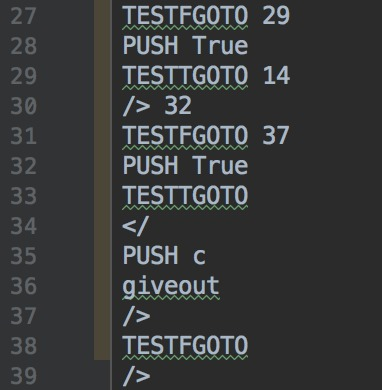 27 TESTFGOTO 29
28 PUSH True
29 TESTTGOTO 14
30 /> 32
31 TESTFGOTO 37
32 PUSH True
33 TESTTGOTO
34 </
35 PUSH c
36 giveout
37 />
38 TESTFGOTO
39 />